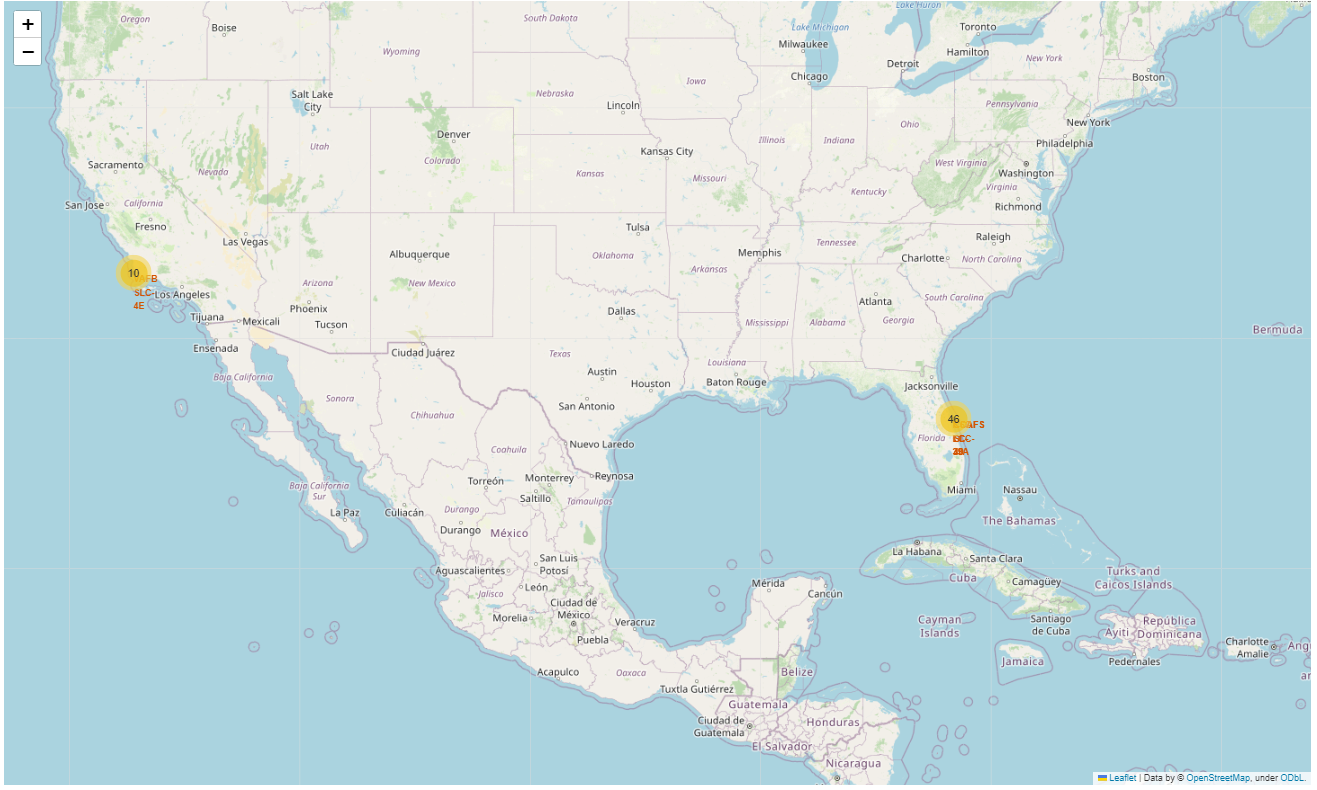 +
−
Oregon
Boise
South Dakota
Lake Huron
Toronto
Lake Michigan
Wyoming
Milwaukee
Hamilton
New York
Detroit
Chicago
Boston
Iowa
Salt Lake
City
Nebraska
Lincoln
Pennsylvania
New York
Ohio
Denver
Utah
Colorado
Illinois
Indiana
Philadelphia
Kansas City
Sacramento
Nevada
Kansas
Missouri
West Virginia
Washington
Virginia
Kentucky
San Jose
California
Richmond
Fresno
Las Vegas
Tulsa
Raleigh
Tennessee
Albuquerque
Oklahoma
Memphis
Charlotte
North Carolina
10
AFB
SLC-
4E
Arizona
New Mexico
Arkansas
Los Angeles
Atlanta
South Carolina
Phoenix
Dallas
Tijuana
Mexicali
Tucson
Mississippi
Alabama
Georgia
Bermuda
Ensenada
Ciudad Juárez
Texas
Louisiana
Austin
Houston
Baton Rouge
Baja California
Jacksonville
Sonora
San Antonio
Chihuahua
46
AFS
Florida
Nuevo Laredo
Coahuila
Reynosa
Monterrey
Torreón
Miami
Nassau
Baja California
Sur
Saltillo
Tamaulipas
Durango
La Paz
Culiacán
Durango
México
The Bahamas
La Habana
Santa Clara
San Luis
Potosí
Aguascalientes
Turks and
Caicos Islands
Cuba
Camagüey
Mérida
Cancún
León
Jalisco
Ciudad de
México
Morelia
Veracruz
Cayman
Islands
Santiago
de Cuba
República
Dominicana
Ayiti
Puebla
Charlotte
Amalie
Pedernales
Jamaica
Acapulco
Oaxaca
Belize
Tuxtla Gutiérrez
Guatemala
Ciudad de
Guatemala
Honduras
El Salvador
Nicaragua
Leaflet | Data by © OpenStreetMap, under ODbL.